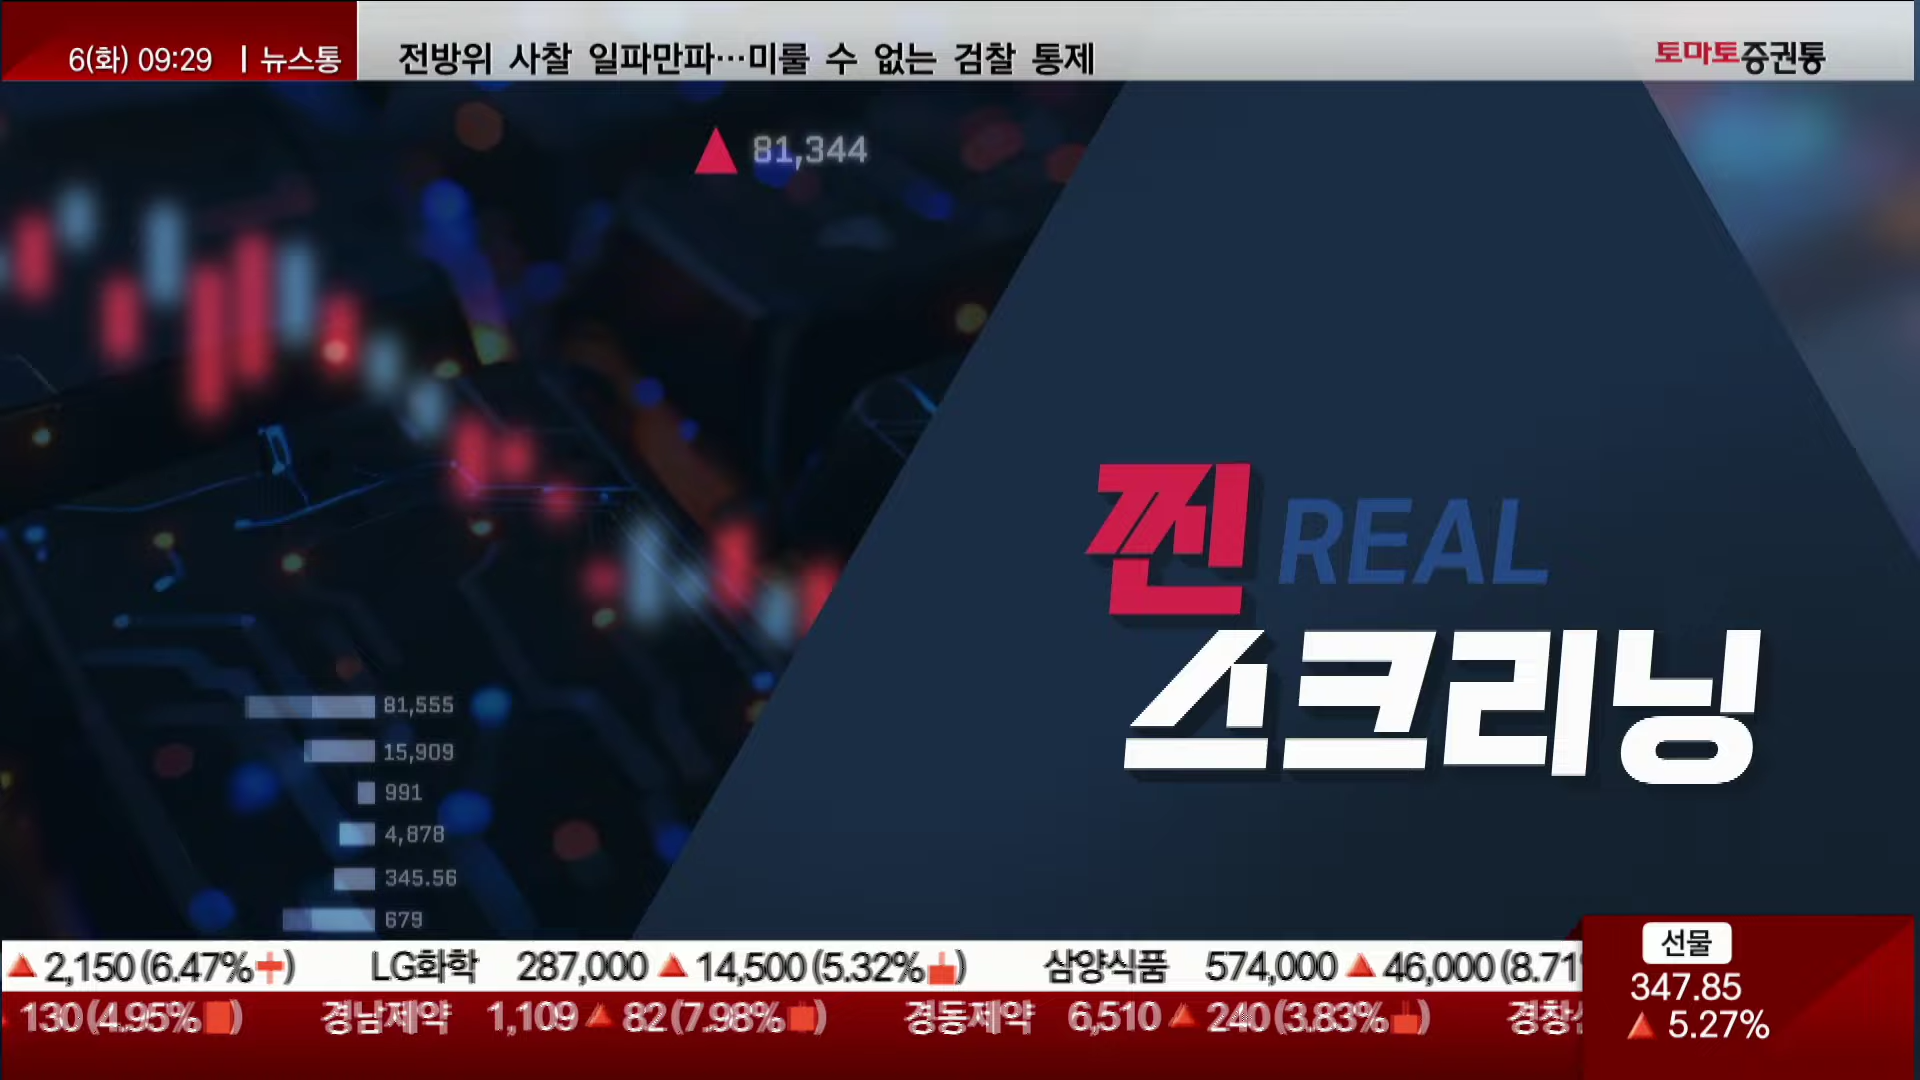 6(화) 09:29 | 뉴스통
전방위 사찰 일파만파…미룰 수 없는 검찰 통제
토마토증권통
▲ 81,344
찐 REAL
스크리닝
81,555
15,909
991
4,878
345.56
679
▲ 2,150 (6.47%) LG화학 287,000 ▲ 14,500 (5.32%) 삼양식품 574,000 ▲ 46,000 (8.71
130 (4.95%) 경남제약 1,109 ▲ 82 (7.98%) 경동제약 6,510 ▲ 240 (3.83%) 경창
선물
347.85
▲ 5.27%